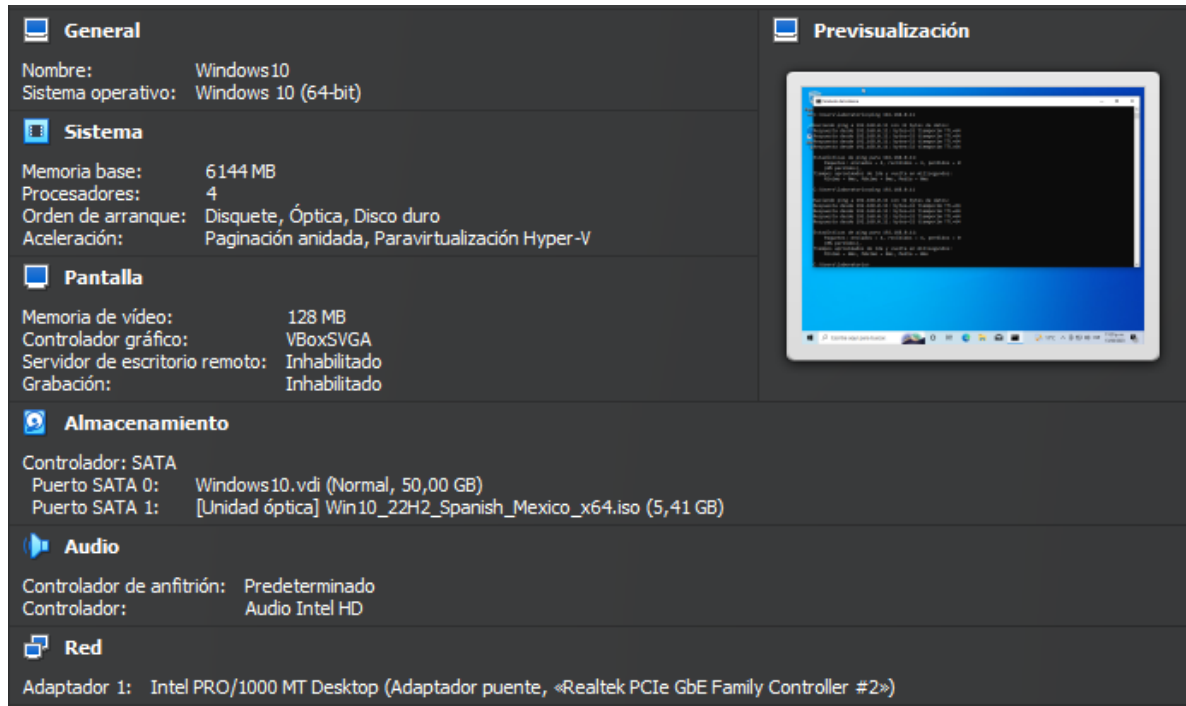 General
Nombre: Windows10
Sistema operativo: Windows 10 (64-bit)
Sistema
Memoria base: 6144 MB
Procesadores: 4
Orden de arranque: Disquete, Óptica, Disco duro
Aceleración: Paginación anidada, Paravirtualización Hyper-V
Pantalla
Memoria de vídeo: 128 MB
Controlador gráfico: VBoxSVGA
Servidor de escritorio remoto: Inhabilitado
Grabación: Inhabilitado
Previsualización
Almacenamiento
Controlador: SATA
Puerto SATA 0: Windows10.vdi (Normal, 50,00 GB)
Puerto SATA 1: [Unidad óptica] Win10_22H2_Spanish_Mexico_x64.iso (5,41 GB)
Audio
Controlador de anfitrión: Predeterminado
Controlador: Audio Intel HD
Red
Adaptador 1: Intel PRO/1000 MT Desktop (Adaptador puente, «Realtek PCIe GbE Family Controller #2»)